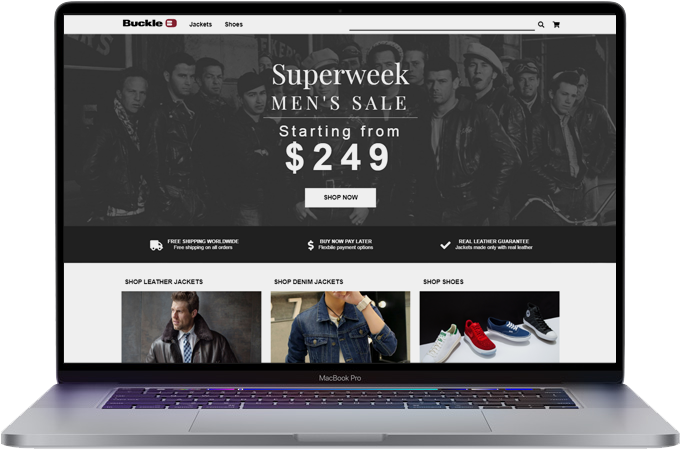 Buckle B Jackets Shoes
Superweek
MEN'S SALE
Starting from
$249
SHOP NOW
FREE SHIPPING WORLDWIDE
Free shipping on all orders
BUY NOW PAY LATER
Flexibile payment options
REAL LEATHER GUARANTEE
Jackets made only with real leather
SHOP LEATHER JACKETS
SHOP DENIM JACKETS
SHOP SHOES
MacBook Pro